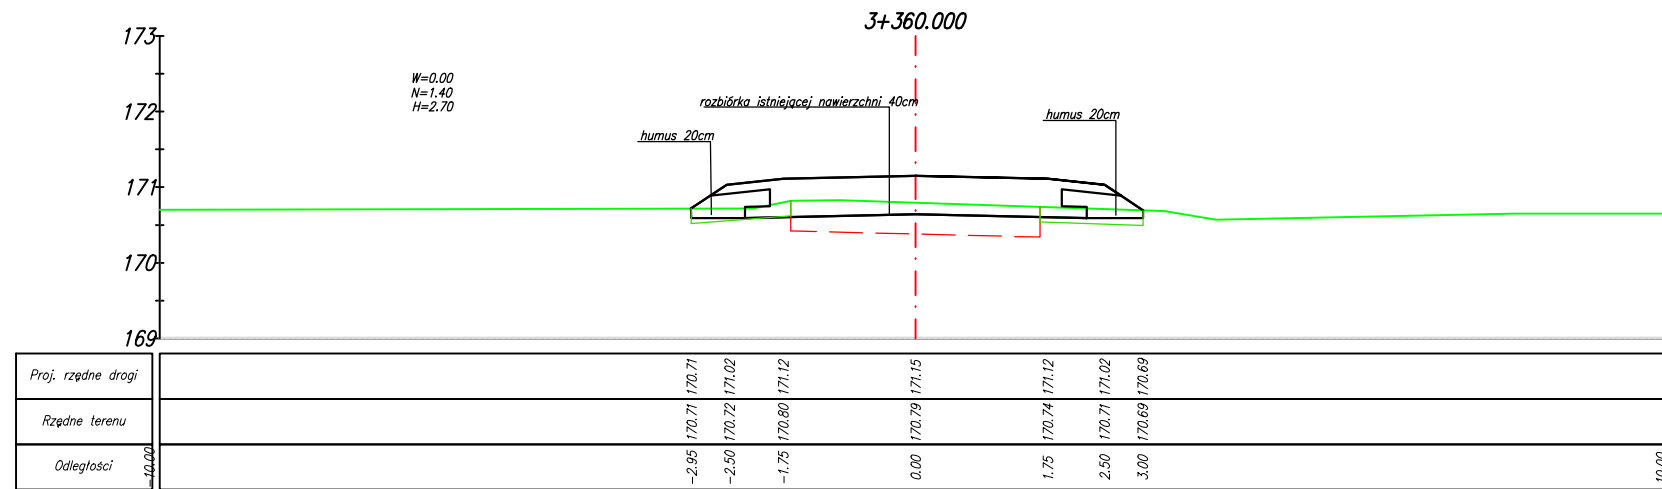 3+360.000
173
W=0.00
N=1.40
H=2.70
172
rozbiórka istniejącej nawierzchni 40cm
humus 20cm
humus 20cm
171
170
169
Proj. rzędne drogi 170.71 171.02 171.12 171.15 171.12 171.02 170.69
Rzędne terenu 170.71 170.72 170.80 170.79 170.74 170.71 170.69
Odległości -10.00 -2.95 -2.50 -1.75 0.00 1.75 2.50 3.00 10.00